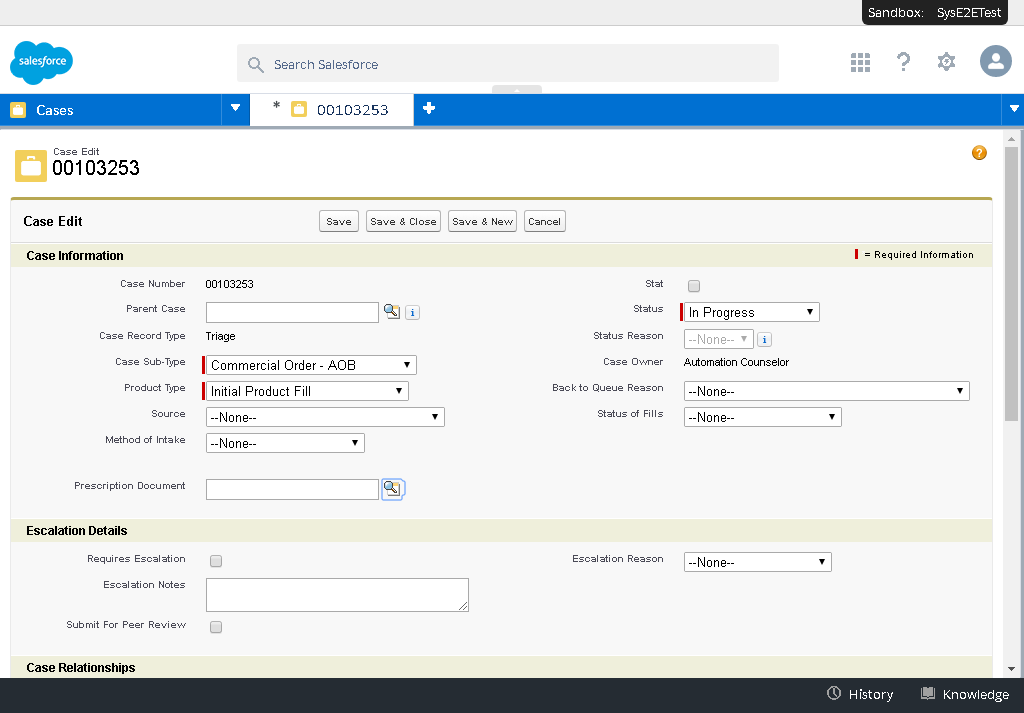 Sandbox: SysE2ETest
salesforce
Search Salesforce
?
Cases
* 00103253
Case Edit
00103253
?
Case Edit
Save
Save & Close
Save & New
Cancel
Case Information
= Required Information
Case Number 00103253
Stat
Parent Case
i
Status In Progress
Case Record Type Triage
Status Reason --None--
i
Case Sub-Type Commercial Order - AOB
Case Owner Automation Counselor
Product Type Initial Product Fill
Back to Queue Reason --None--
Source --None--
Status of Fills --None--
Method of Intake --None--
Prescription Document
Escalation Details
Requires Escalation
Escalation Reason --None--
Escalation Notes
Submit For Peer Review
Case Relationships
History
Knowledge